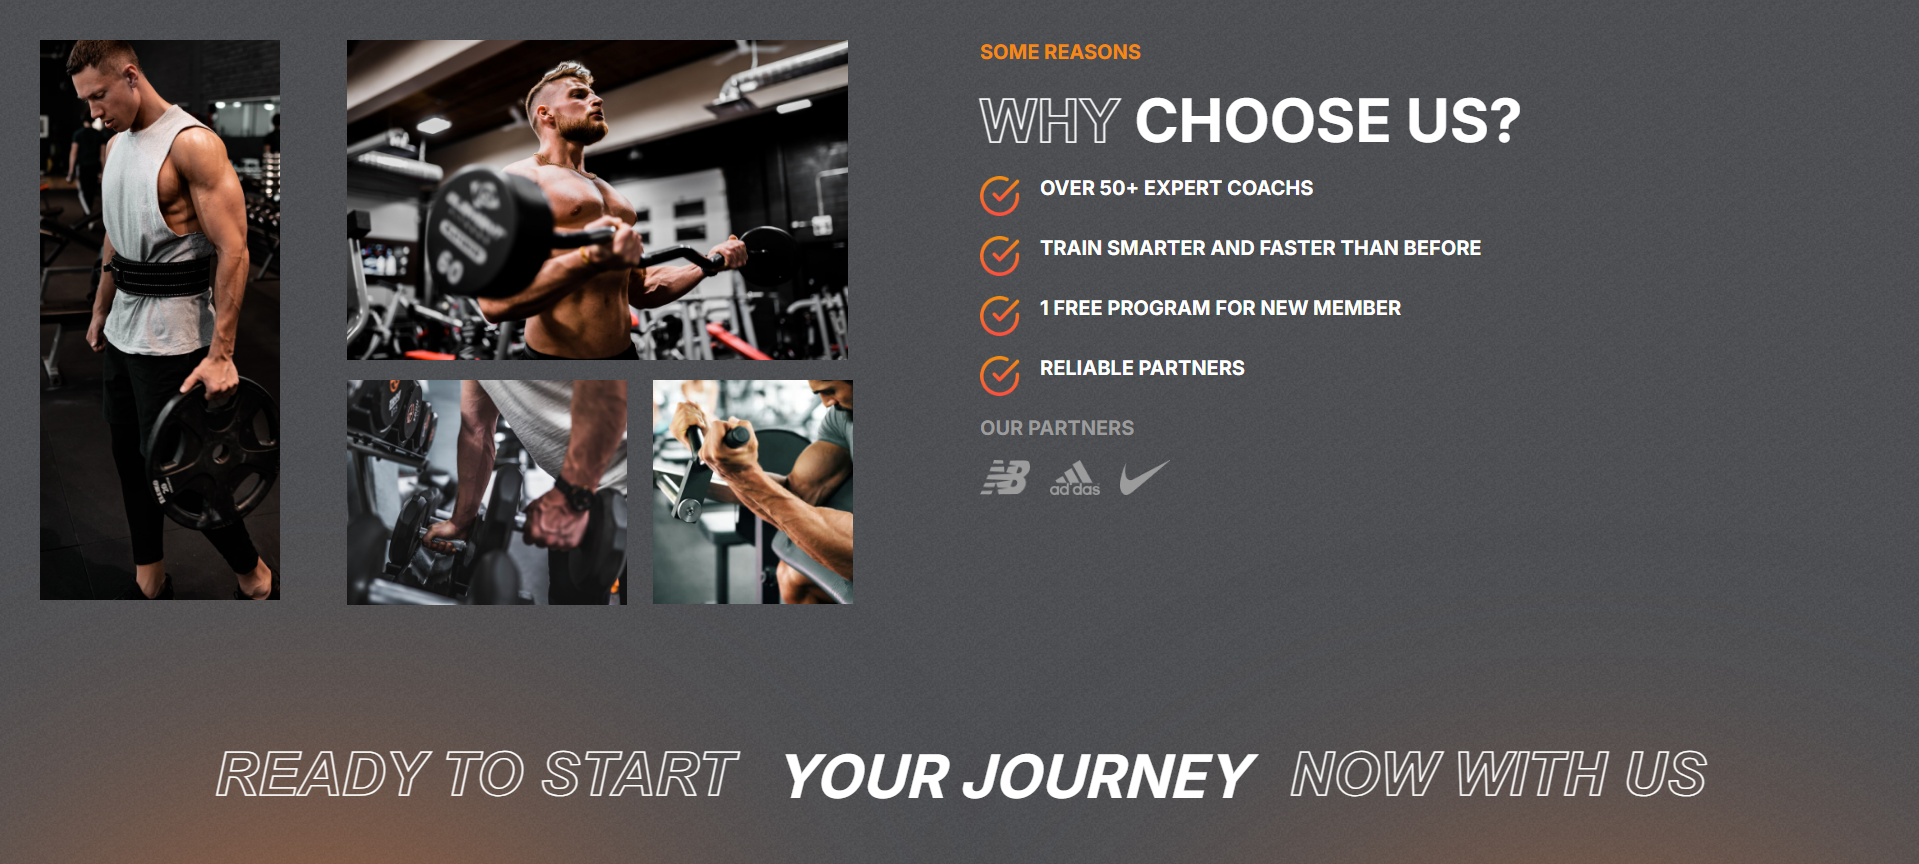 SOME REASONS
WHY CHOOSE US?
OVER 50+ EXPERT COACHS
TRAIN SMARTER AND FASTER THAN BEFORE
1 FREE PROGRAM FOR NEW MEMBER
RELIABLE PARTNERS
OUR PARTNERS
NB adidas
60
READY TO START YOUR JOURNEY NOW WITH US